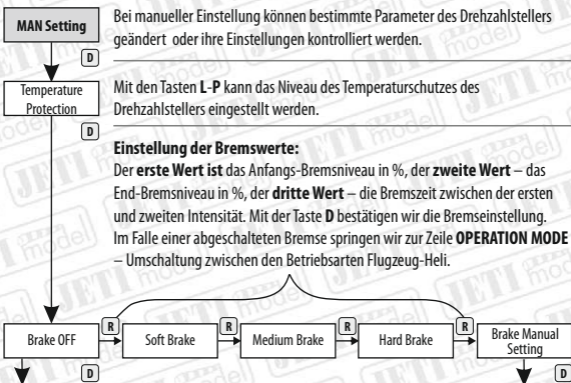 MAN Setting
Bei manueller Einstellung können bestimmte Parameter des Drehzahlstellers
geändert oder ihre Einstellungen kontrolliert werden.
D
Temperature
Protection
Mit den Tasten L-P kann das Niveau des Temperaturschutzes des
Drehzahlstellers eingestellt werden.
D
Einstellung der Bremswerte:
Der erste Wert ist das Anfangs-Bremsniveau in %, der zweite Wert – das
End-Bremsniveau in %, der dritte Wert – die Bremszeit zwischen der ersten
und zweiten Intensität. Mit der Taste D bestätigen wir die Bremseinstellung.
Im Falle einer abgeschalteten Bremse springen wir zur Zeile OPERATION MODE
– Umschaltung zwischen den Betriebsarten Flugzeug-Heli.
Brake OFF
R
Soft Brake
R
Medium Brake
R
Hard Brake
R
Brake Manual
Setting
D
D
JETI model